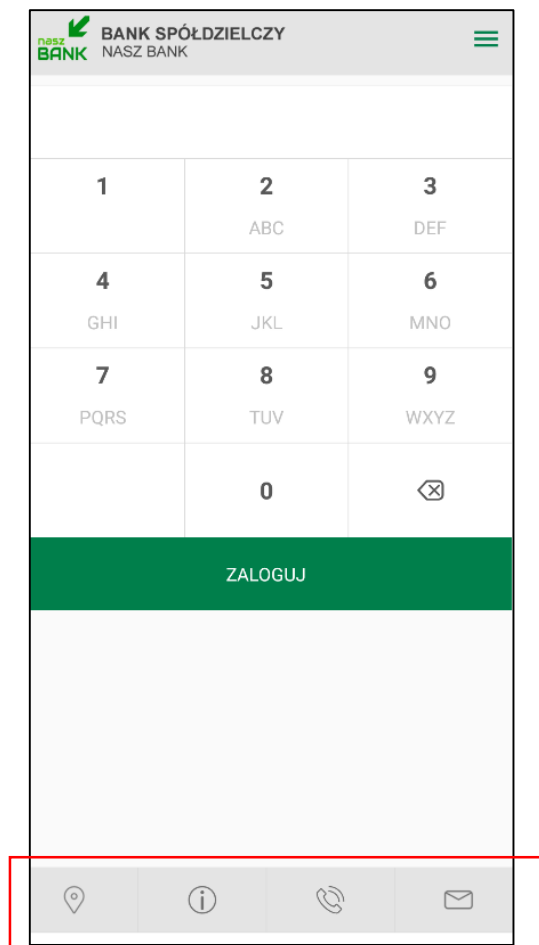 nasz BANK BANK SPÓŁDZIELCZY
NASZ BANK
1 2 3
ABC DEF
4 5 6
GHI JKL MNO
7 8 9
PQRS TUV WXYZ
0
ZALOGUJ